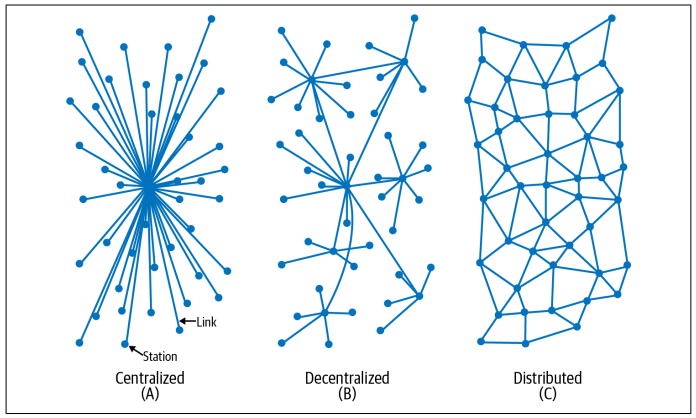 Link
Station
Centralized
(A)
Decentralized
(B)
Distributed
(C)